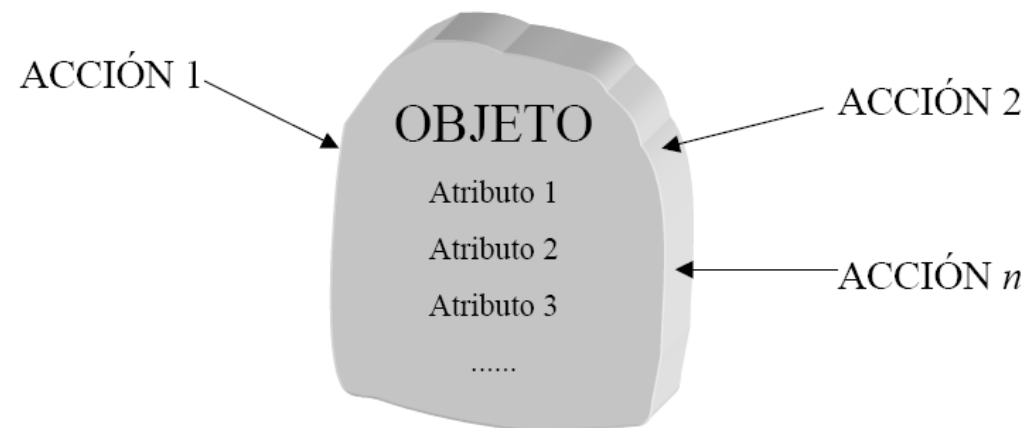 ACCIÓN 1
OBJETO
ACCIÓN 2
Atributo 1
Atributo 2
ACCIÓN n
Atributo 3
......